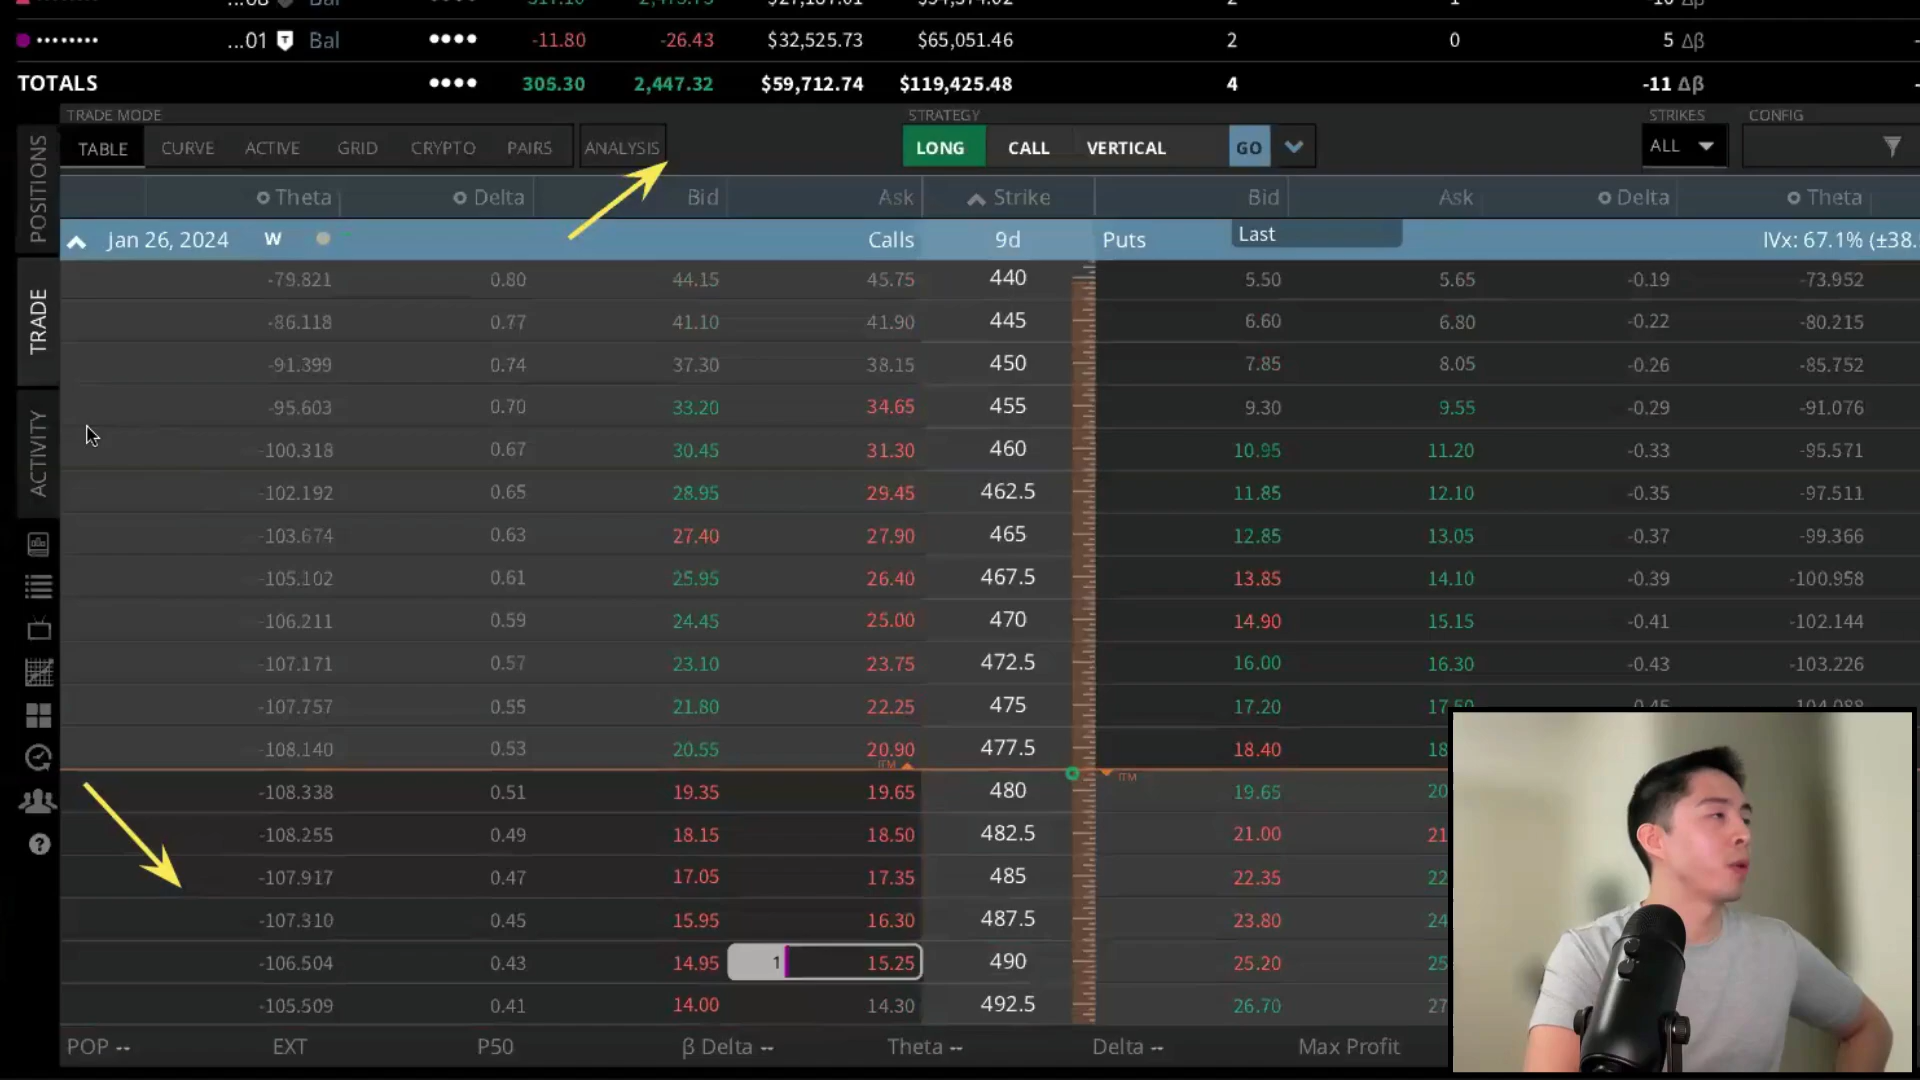 ...01 T Bal •••• -11.80 -26.43 $32,525.73 $65,051.46 2 0 5 Δβ
TOTALS •••• 305.30 2,447.32 $59,712.74 $119,425.48 4 -11 Δβ
TRADE MODE STRATEGY STRIKES CONFIG
TABLE CURVE ACTIVE GRID CRYPTO PAIRS ANALYSIS LONG CALL VERTICAL GO ALL
POSITIONS
TRADE
ACTIVITY
Theta Delta Bid Ask Strike Bid Ask Delta Theta
Jan 26, 2024 W Calls 9d Puts Last IVx: 67.1% (±38.
-79.821 0.80 44.15 45.75 440 5.50 5.65 -0.19 -73.952
-86.118 0.77 41.10 41.90 445 6.60 6.80 -0.22 -80.215
-91.399 0.74 37.30 38.15 450 7.85 8.05 -0.26 -85.752
-95.603 0.70 33.20 34.65 455 9.30 9.55 -0.29 -91.076
-100.318 0.67 30.45 31.30 460 10.95 11.20 -0.33 -95.571
-102.192 0.65 28.95 29.45 462.5 11.85 12.10 -0.35 -97.511
-103.674 0.63 27.40 27.90 465 12.85 13.05 -0.37 -99.366
-105.102 0.61 25.95 26.40 467.5 13.85 14.10 -0.39 -100.958
-106.211 0.59 24.45 25.00 470 14.90 15.15 -0.41 -102.144
-107.171 0.57 23.10 23.75 472.5 16.00 16.30 -0.43 -103.226
-107.757 0.55 21.80 22.25 475 17.20
-108.140 0.53 20.55 20.90 477.5 18.40 18
ITM ITM
-108.338 0.51 19.35 19.65 480 19.65 20
-108.255 0.49 18.15 18.50 482.5 21.00 21
-107.917 0.47 17.05 17.35 485 22.35 22
-107.310 0.45 15.95 16.30 487.5 23.80 24
-106.504 0.43 14.95 1 15.25 490 25.20 25
-105.509 0.41 14.00 14.30 492.5 26.70 27
POP -- EXT P50 β Delta -- Theta -- Delta -- Max Profit